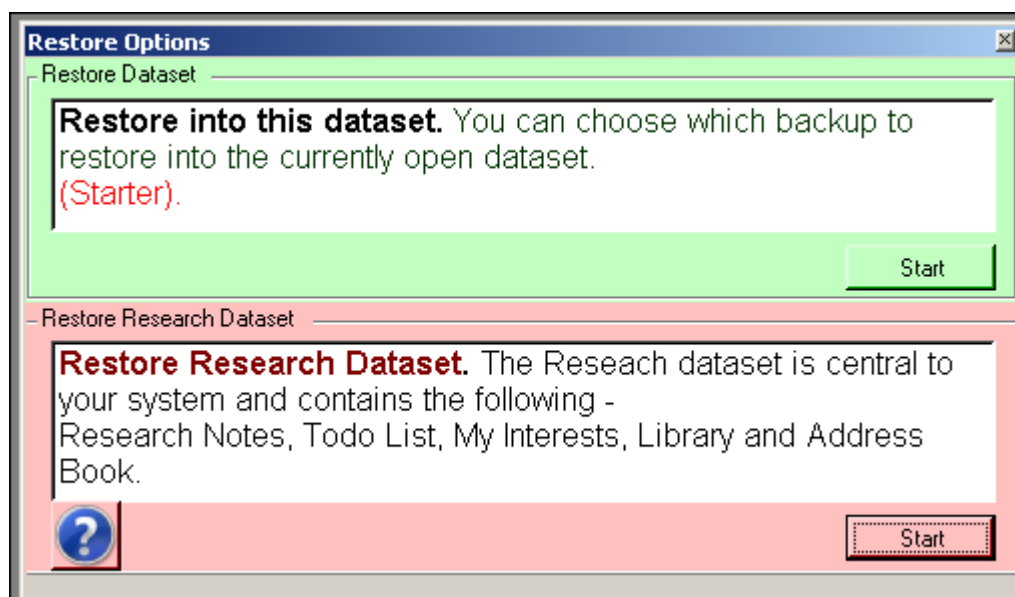 Restore Options
Restore Dataset
Restore into this dataset. You can choose which backup to
restore into the currently open dataset.
(Starter).
Start
Restore Research Dataset
Restore Research Dataset. The Reseach dataset is central to
your system and contains the following -
Research Notes, Todo List, My Interests, Library and Address
Book.
?
Start